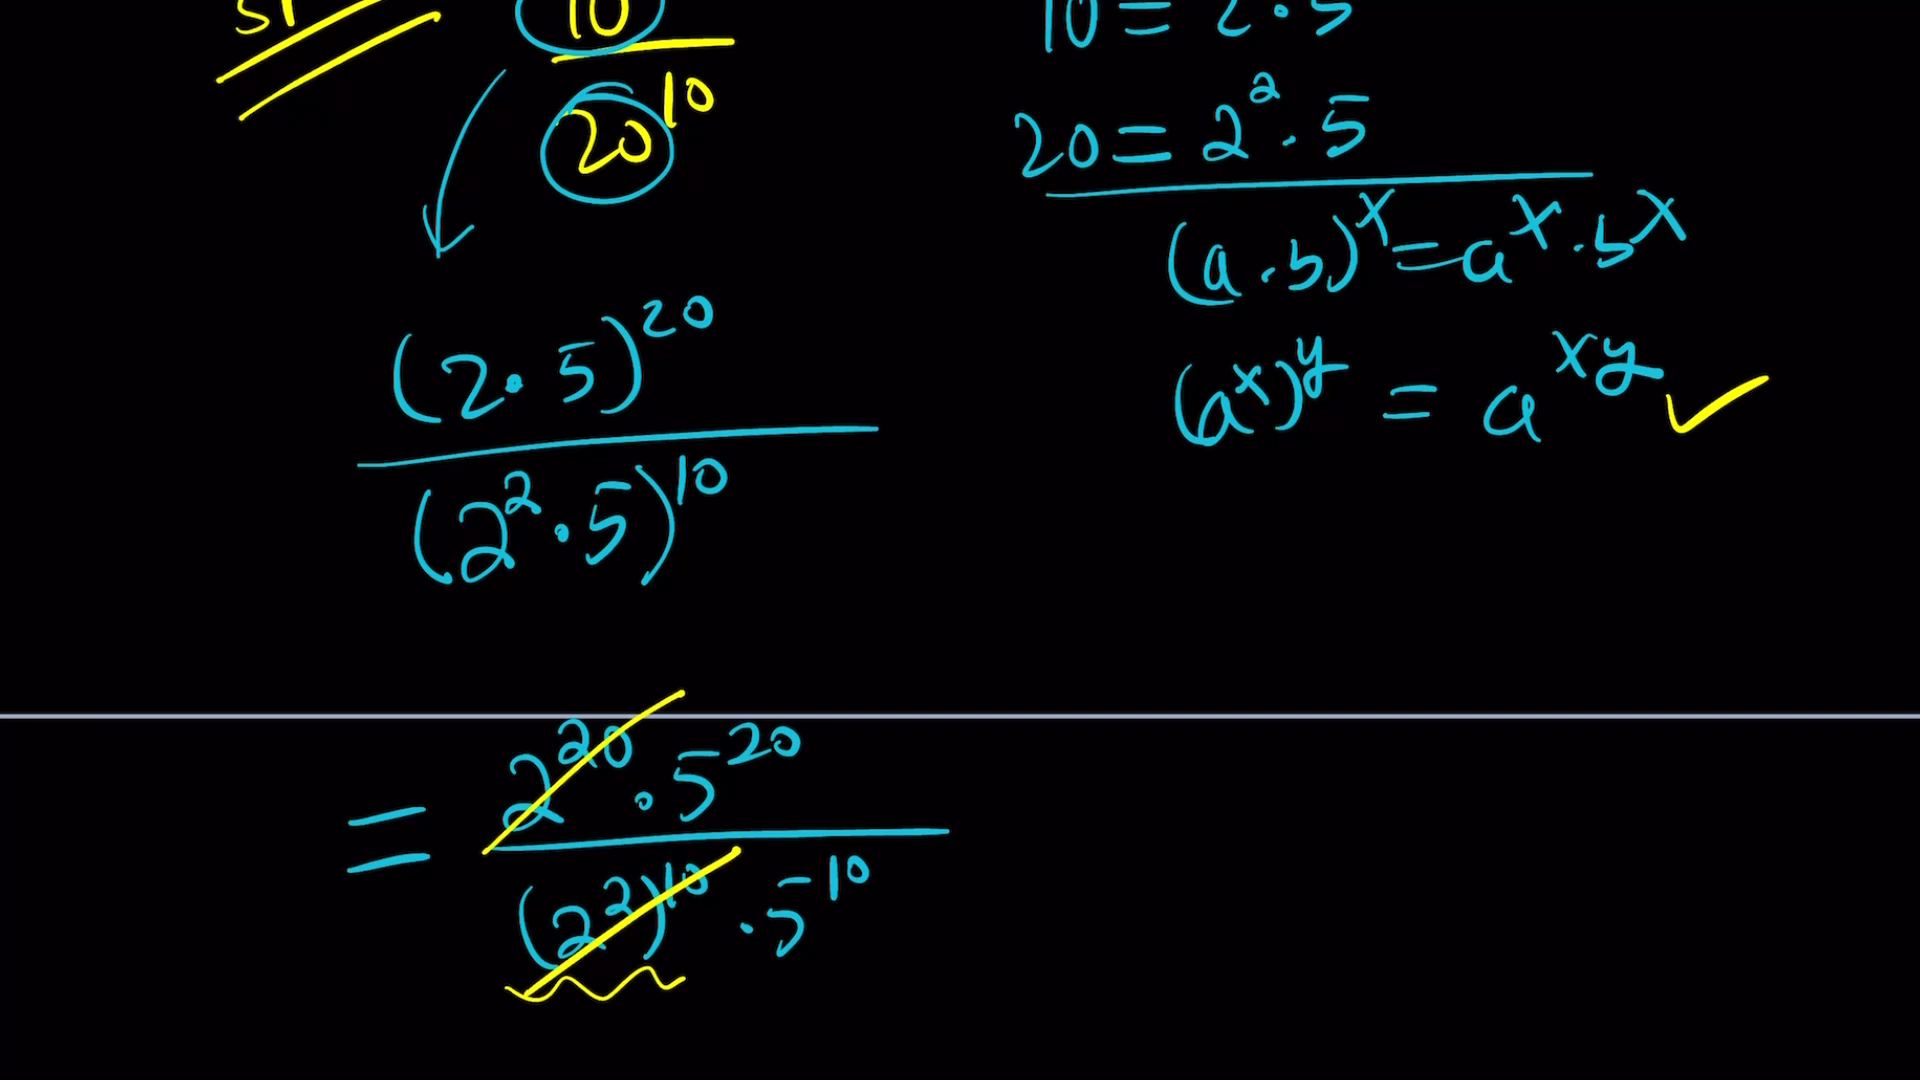 10
20^10
10 = 2 · 5
20 = 2^2 · 5
(a · b)^x = a^x · b^x
(a^x)^y = a^xy ✓
(2 · 5)^20
(2^2 · 5)^10
= 2^20 · 5^20
(2^2)^10 · 5^10